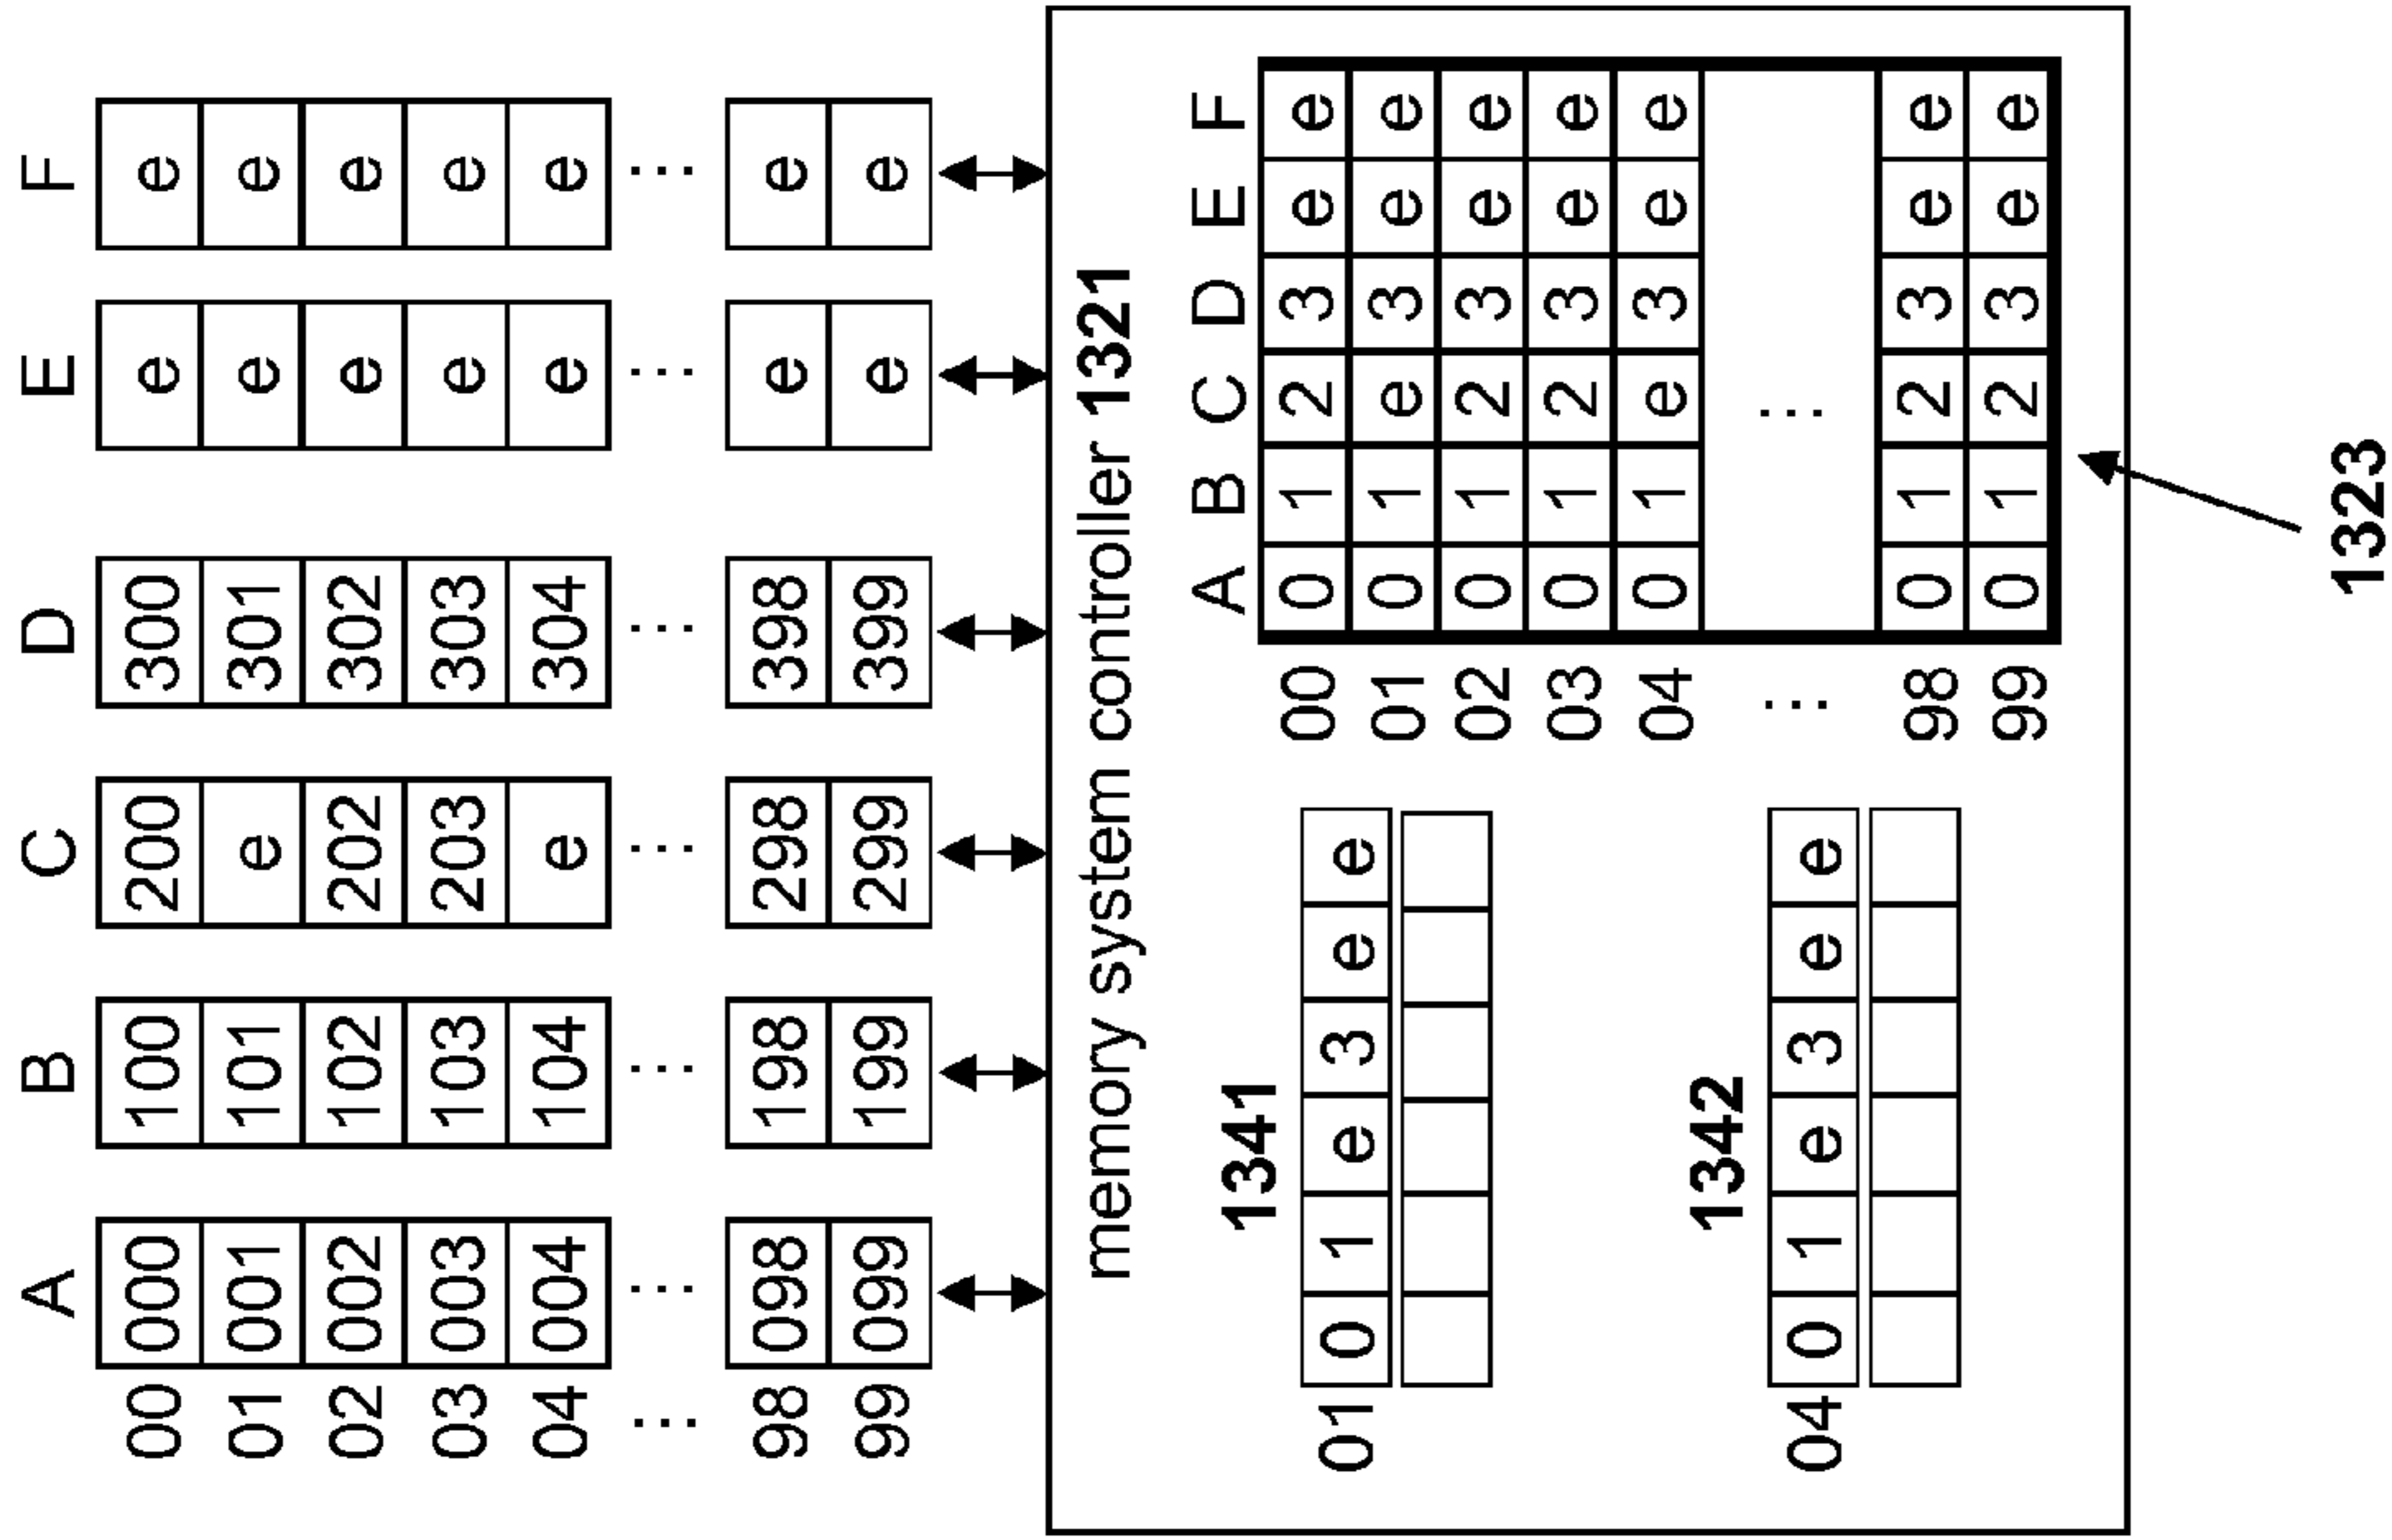 A B C D E F
00 000 100 200 300 e e
01 001 101 e 301 e e
02 002 102 202 302 e e
03 003 103 203 303 e e
04 004 104 e 304 e e
... ... ... ... ... ... ...
98 098 198 298 398 e e
99 099 199 299 399 e e
memory system controller 1321
1341
01 0 1 e 3 e e
1342
04 0 1 e 3 e e
A B C D E F
00 0 1 2 3 e e
01 0 1 e 3 e e
02 0 1 2 3 e e
03 0 1 2 3 e e
04 0 1 e 3 e e
... ...
98 0 1 2 3 e e
99 0 1 2 3 e e
1323